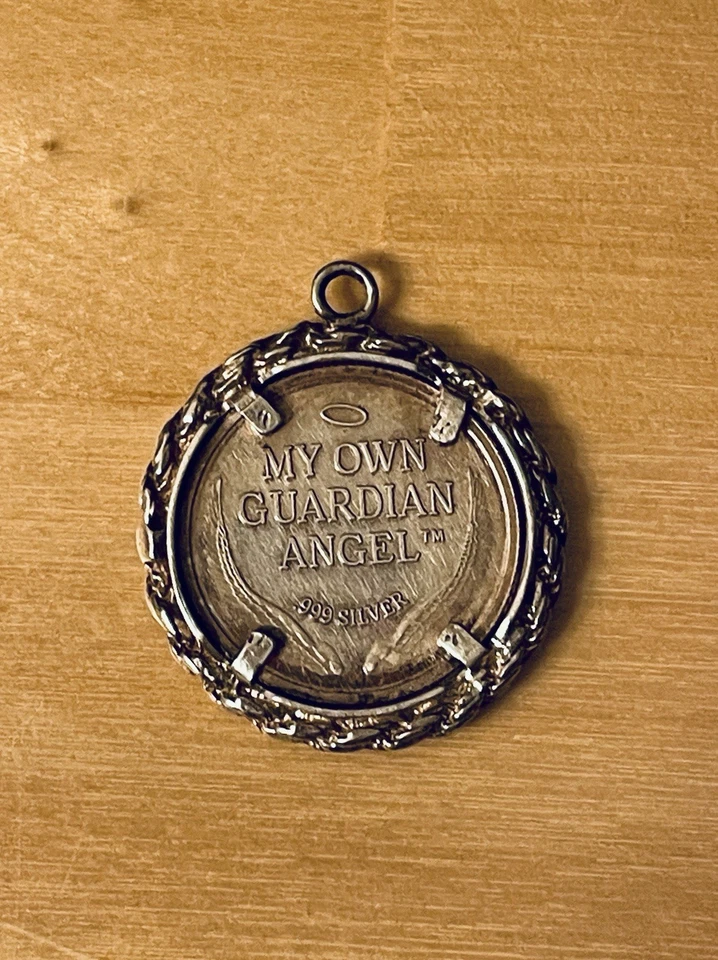 MY OWN
GUARDIAN
ANGEL™
.999 SILVER